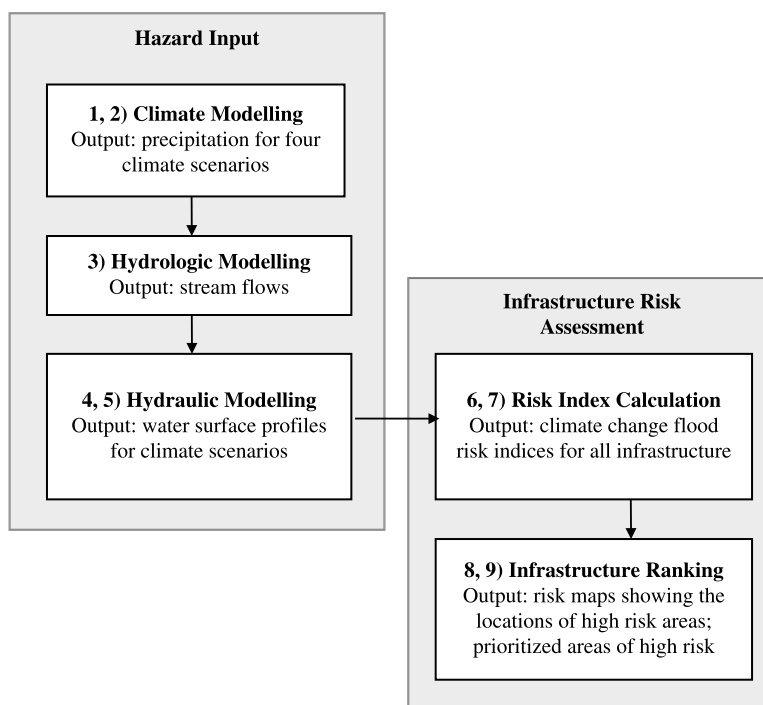 Hazard Input
1, 2) Climate Modelling
Output: precipitation for four
climate scenarios
3) Hydrologic Modelling
Output: stream flows
4, 5) Hydraulic Modelling
Output: water surface profiles
for climate scenarios
Infrastructure Risk
Assessment
6, 7) Risk Index Calculation
Output: climate change flood
risk indices for all infrastructure
8, 9) Infrastructure Ranking
Output: risk maps showing the
locations of high risk areas;
prioritized areas of high risk